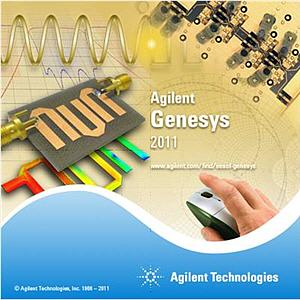 Agilent
Genesys
2011
www.agilent.com/find/eesof-genesys
© Agilent Technologies, Inc. 1986 – 2011
Agilent Technologies